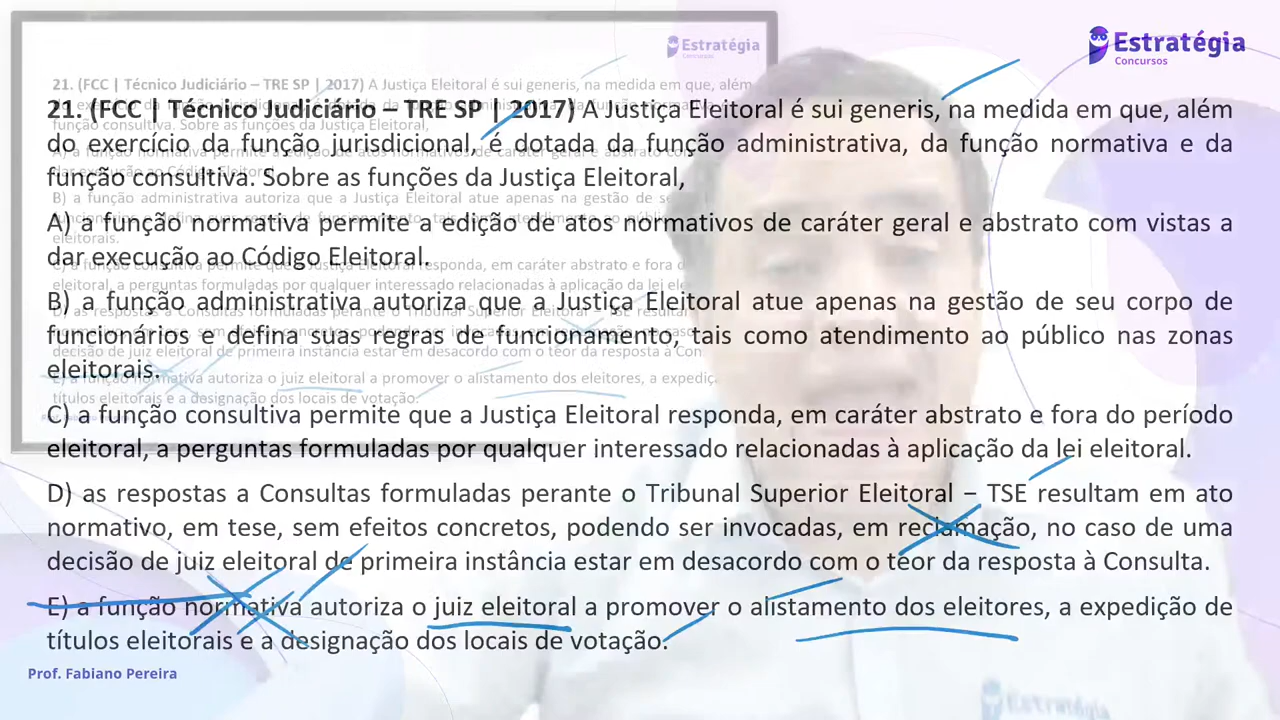 Estratégia
Concursos
Estratégia
Concursos
21. (FCC | Técnico Judiciário – TRE SP | 2017) A Justiça Eleitoral é sui generis, na medida em que, além
do exercício da função jurisdicional, é dotada da função administrativa, da função normativa e da
função consultiva. Sobre as funções da Justiça Eleitoral,
A) a função normativa permite a edição de atos normativos de caráter geral e abstrato com vistas a
dar execução ao Código Eleitoral.
B) a função administrativa autoriza que a Justiça Eleitoral atue apenas na gestão de seu corpo de
funcionários e defina suas regras de funcionamento, tais como atendimento ao público nas zonas
eleitorais.
C) a função consultiva permite que a Justiça Eleitoral responda, em caráter abstrato e fora do período
eleitoral, a perguntas formuladas por qualquer interessado relacionadas à aplicação da lei eleitoral.
D) as respostas a Consultas formuladas perante o Tribunal Superior Eleitoral – TSE resultam em ato
normativo, em tese, sem efeitos concretos, podendo ser invocadas, em reclamação, no caso de uma
decisão de juiz eleitoral de primeira instância estar em desacordo com o teor da resposta à Consulta.
E) a função normativa autoriza o juiz eleitoral a promover o alistamento dos eleitores, a expedição de
títulos eleitorais e a designação dos locais de votação.
Prof. Fabiano Pereira
Estratégia